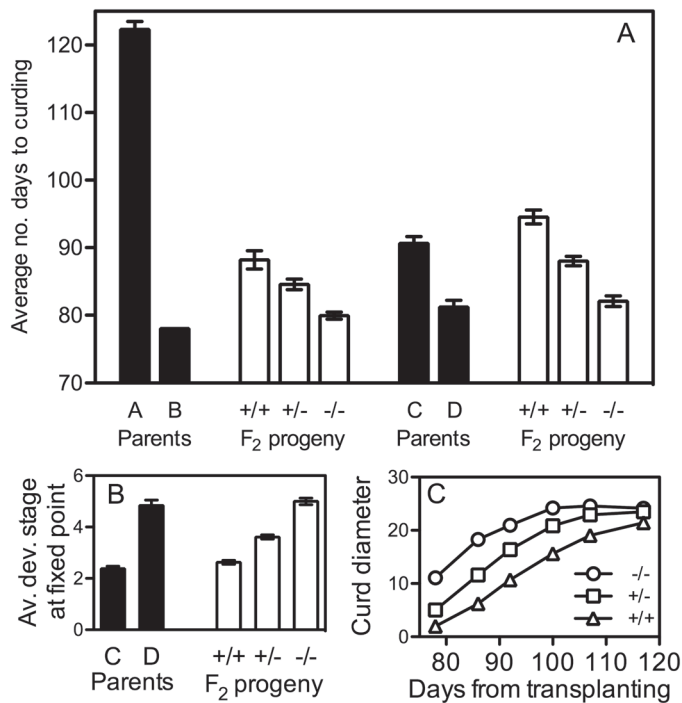 A
Average no. days to curding
120
110
100
90
80
70
A B +/+ +/- -/- C D +/+ +/- -/-
Parents F2 progeny Parents F2 progeny
B
Av. dev. stage
at fixed point
6
4
2
0
C D +/+ +/- -/-
Parents F2 progeny
C
Curd diameter
30
20
10
0
-/-
+/-
+/+
80 90 100 110 120
Days from transplanting